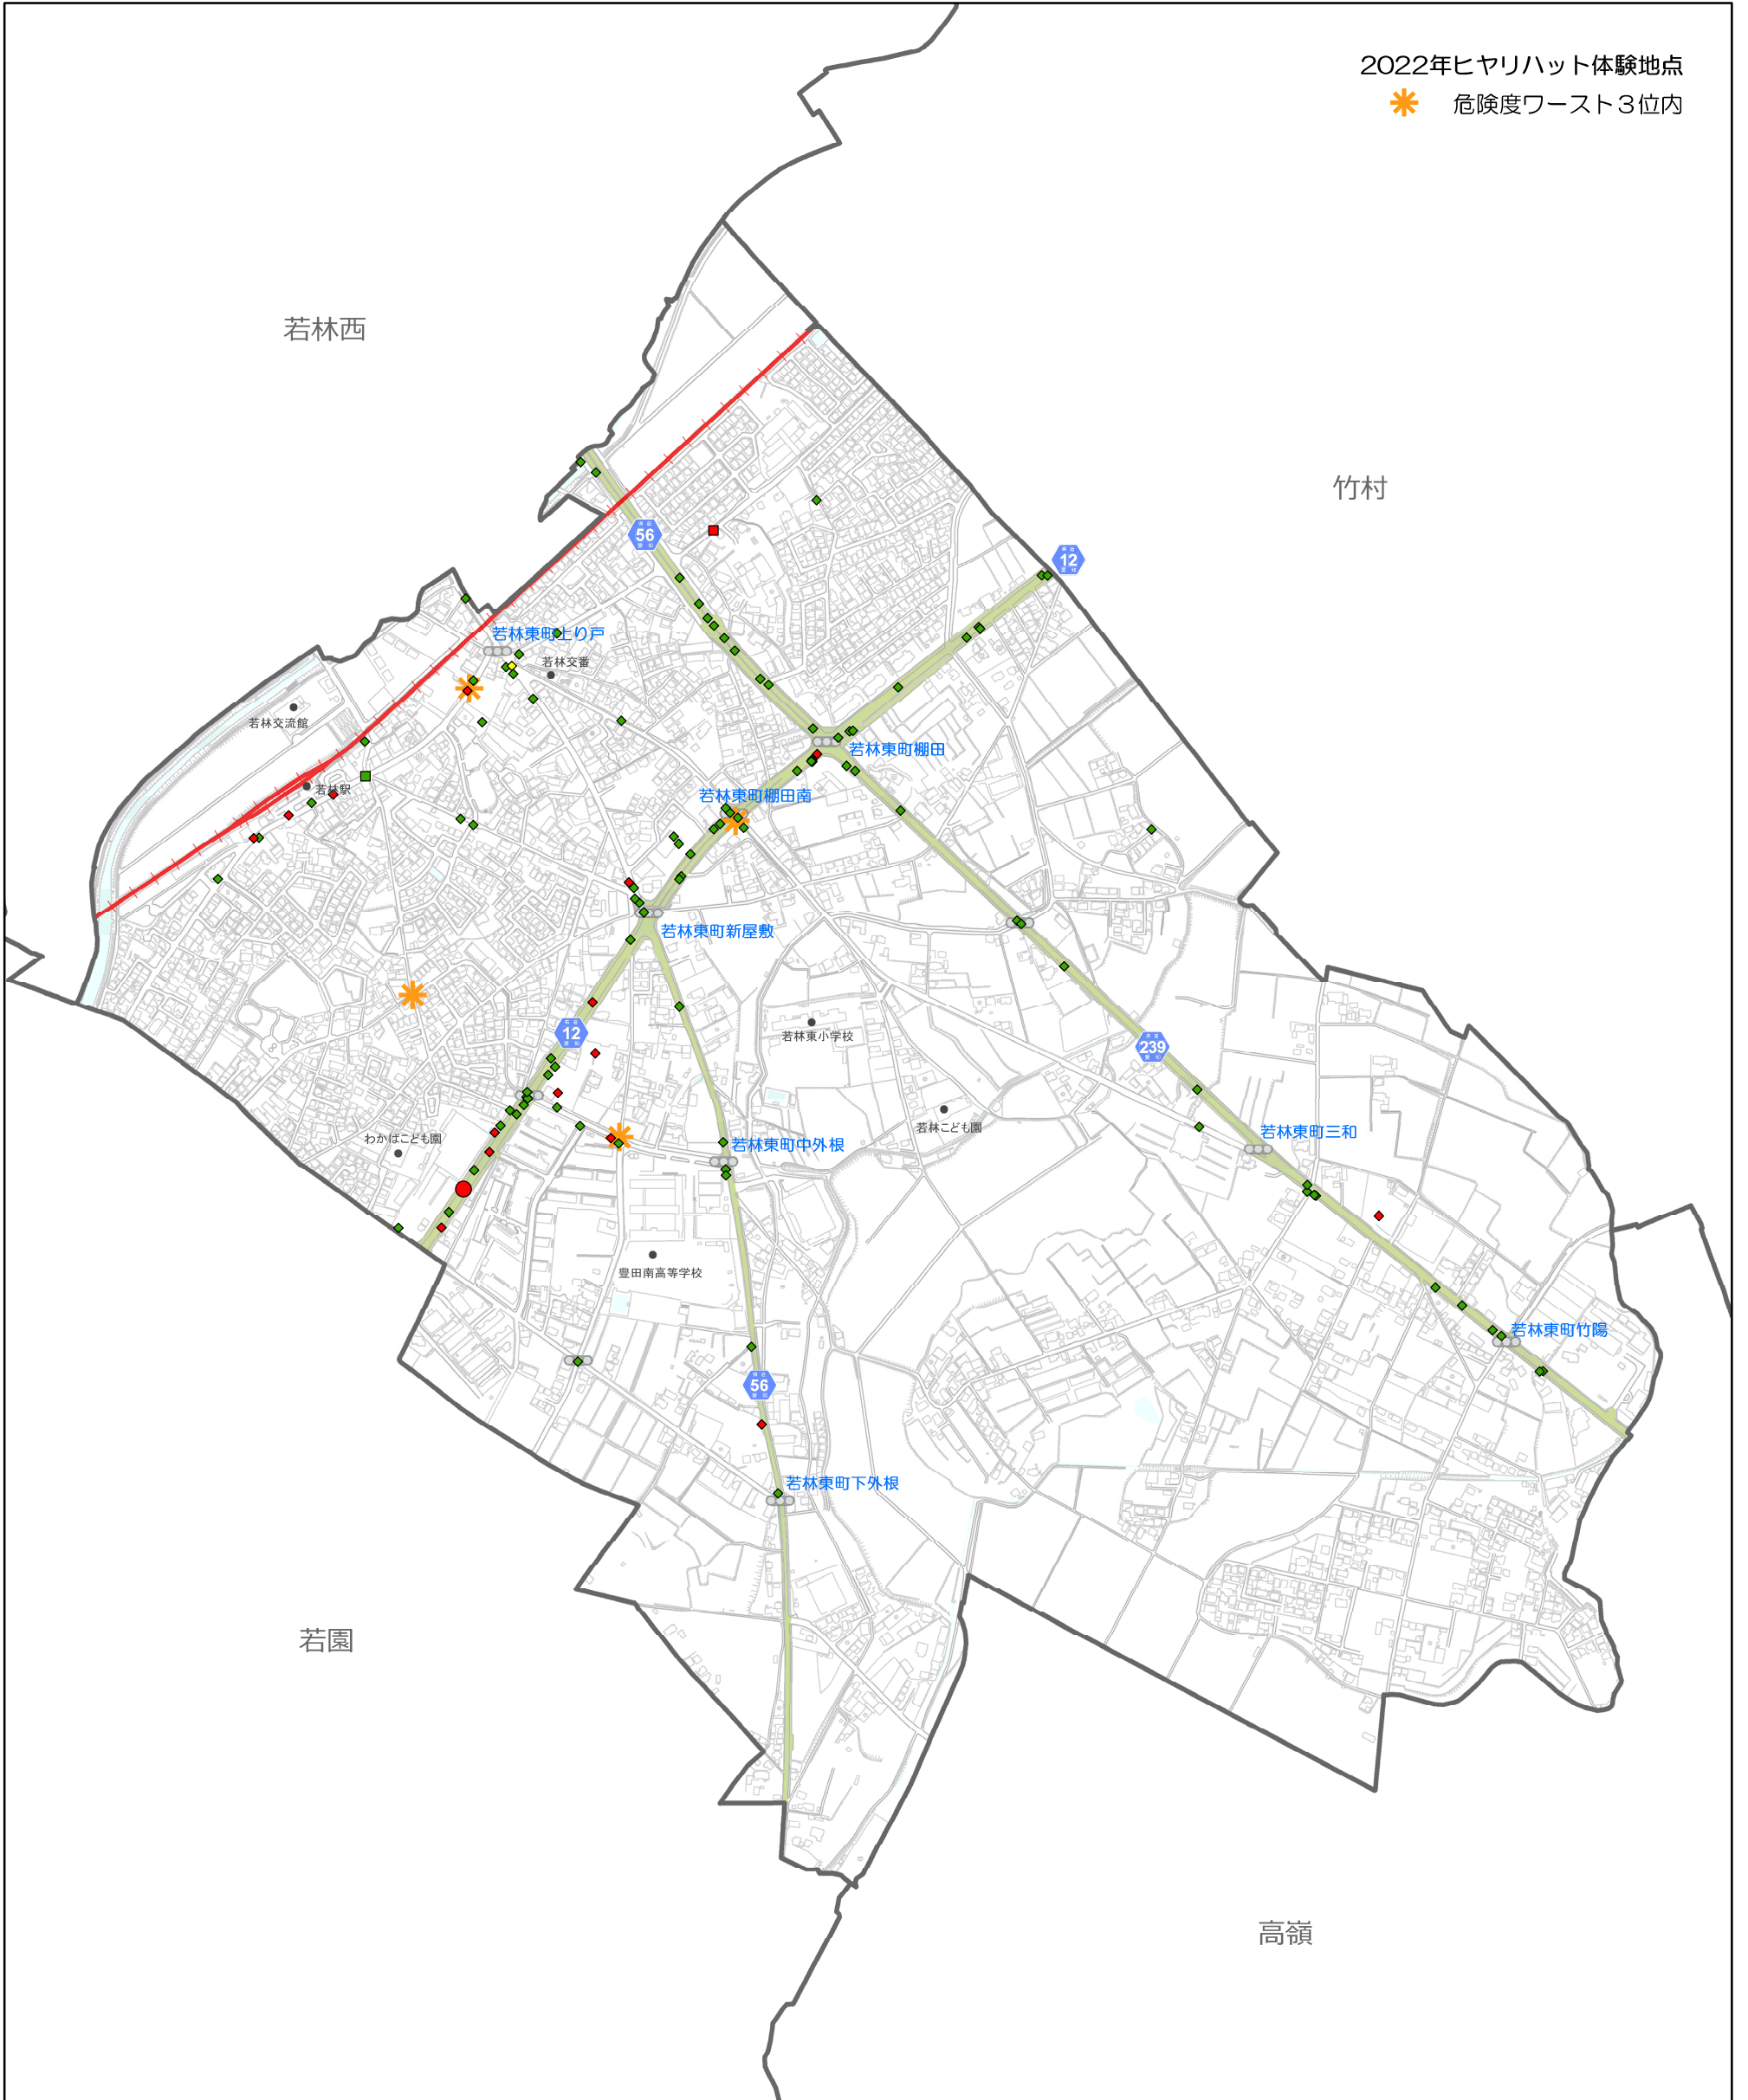 2022年ヒヤリハット体験地点
危険度ワースト3位内
若林西
竹村
56
12
若林東町上り戸
若林交番
若林交流館
若林東町棚田
若林駅
若林東町棚田南
若林東町新屋敷
12
若林東小学校
239
若林こども園
わかばこども園
若林東町中外根
若林東町三和
豊田南高等学校
若林東町竹陽
56
若林東町下外根
若園
高嶺